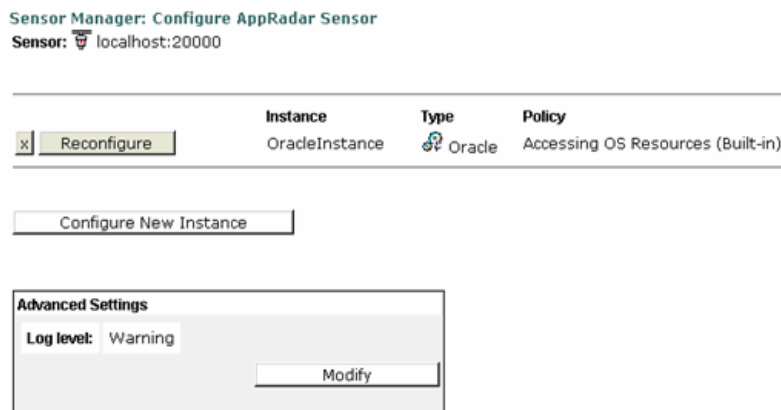 Sensor Manager: Configure AppRadar Sensor
Sensor: localhost:20000
Instance Type Policy
x Reconfigure OracleInstance Oracle Accessing OS Resources (Built-in)
Configure New Instance
Advanced Settings
Log level: Warning
Modify